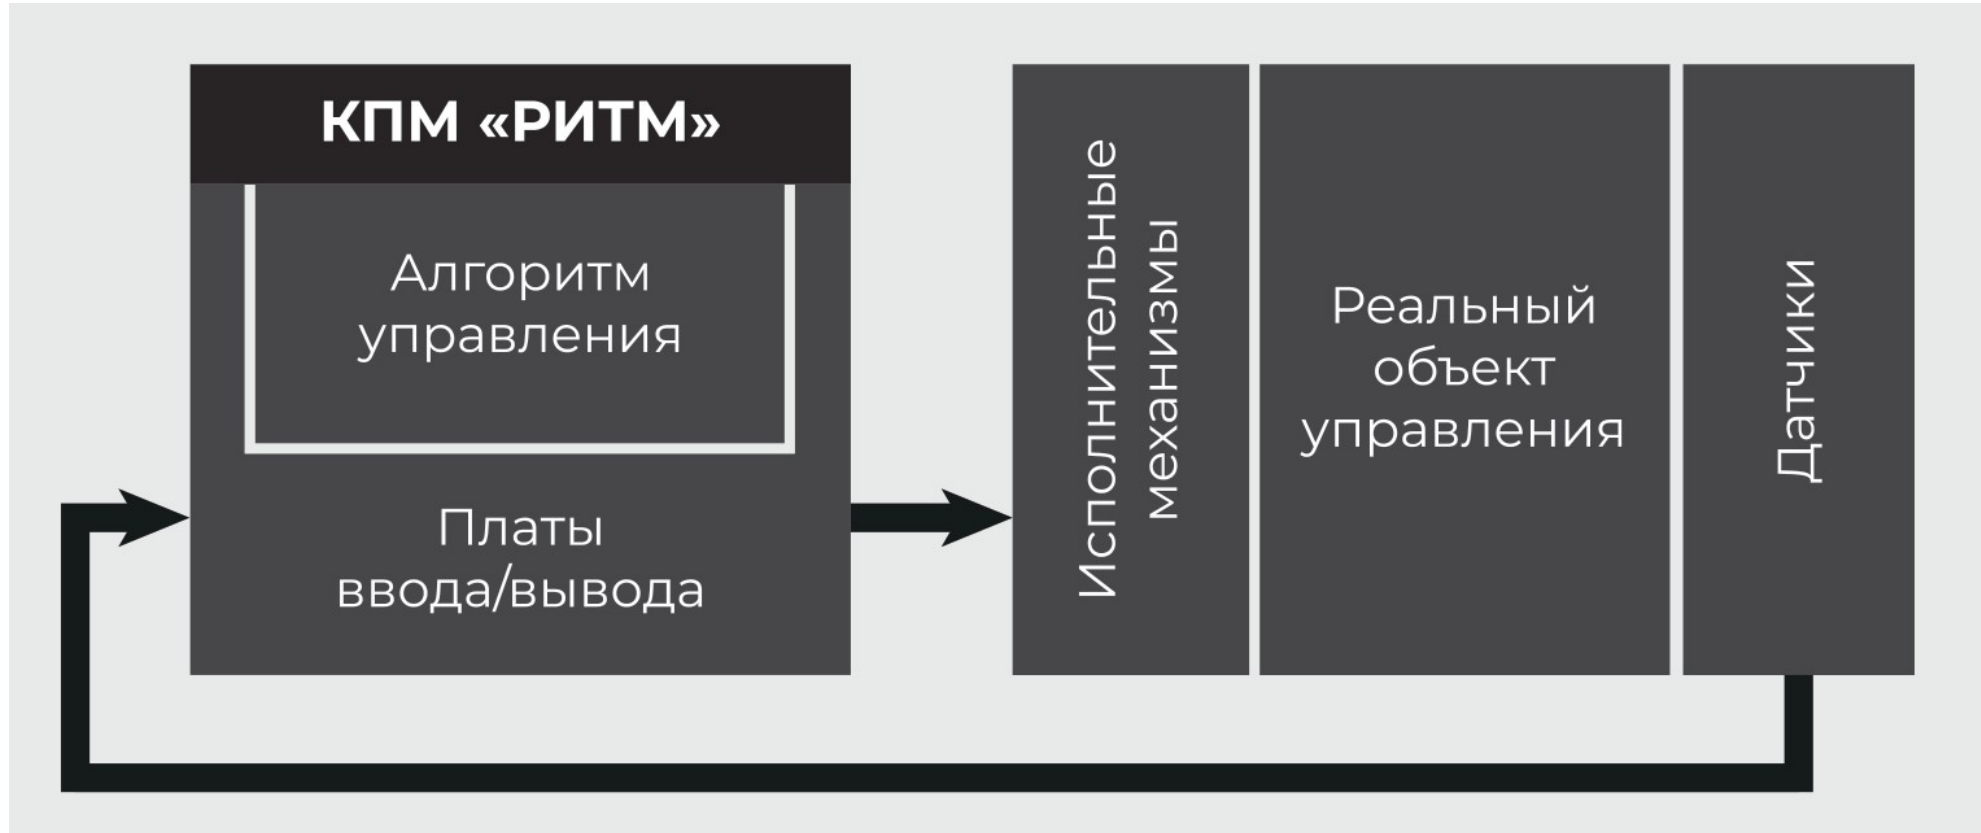 КПМ «РИТМ»
Алгоритм
управления
Платы
ввода/вывода
Исполнительные
механизмы
Реальный
объект
управления
Датчики